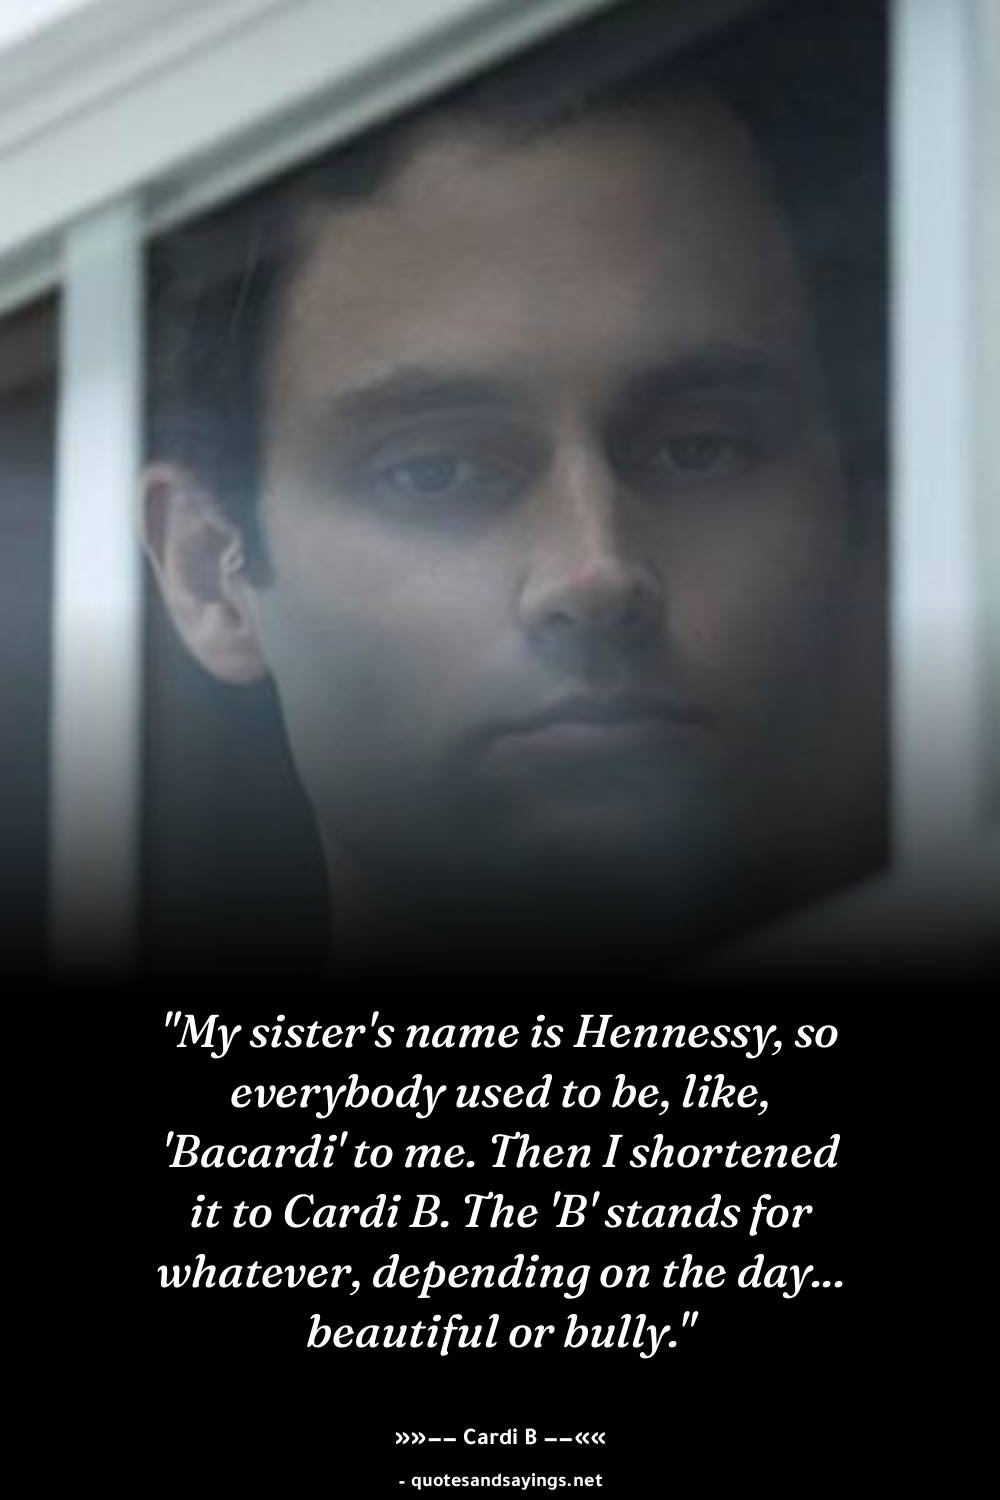 "My sister's name is Hennessy, so
everybody used to be, like,
'Bacardi' to me. Then I shortened
it to Cardi B. The 'B' stands for
whatever, depending on the day...
beautiful or bully."
»»−− Cardi B −−««
- quotesandsayings.net